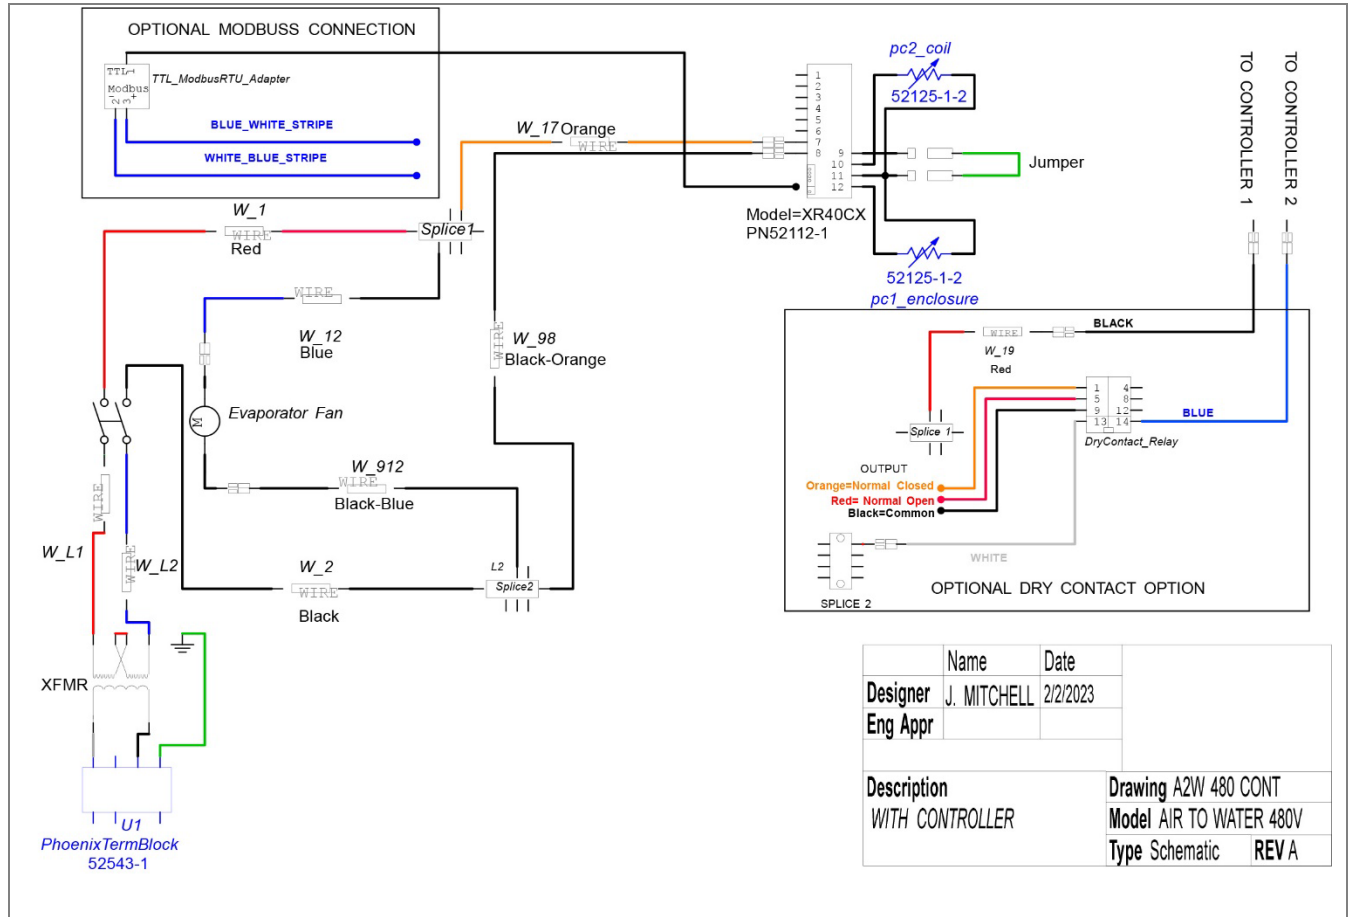 OPTIONAL MODBUSS CONNECTION
TTL
1
TTL_ModbusRTU_Adapter
Modbus
2 -
3 +
BLUE_WHITE_STRIPE
WHITE_BLUE_STRIPE
W_17 Orange
WIRE
1
2
3
4
5
6
7
8
9
10
11
12
pc2_coil
52125-1-2
Jumper
Model=XR40CX
PN52112-1
52125-1-2
pc1_enclosure
TO CONTROLLER 1
TO CONTROLLER 2
W_1
WIRE
Red
Splice1
WIRE
W_12
Blue
WIRE
W_98
Black-Orange
M
Evaporator Fan
W_912
WIRE
Black-Blue
WIRE
W_L1
WIRE
W_L2
W_2
WIRE
Black
L2
Splice2
XFMR
U1
PhoenixTermBlock
52543-1
BLACK
WIRE
W_19
Red
1 4
5 8
9 12
13 14
BLUE
DryContact_Relay
Splice 1
OUTPUT
Orange=Normal Closed
Red= Normal Open
Black=Common
WHITE
SPLICE 2
OPTIONAL DRY CONTACT OPTION
Name Date
Designer J. MITCHELL 2/2/2023
Eng Appr
Description
WITH CONTROLLER
Drawing A2W 480 CONT
Model AIR TO WATER 480V
Type Schematic REV A